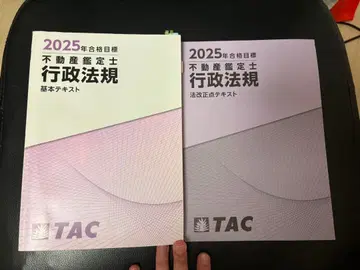 2025年合格目標
不動産鑑定士
行政法規
基本テキスト
TAC
2025年合格目標
不動産鑑定士
行政法規
法改正点テキスト
TAC